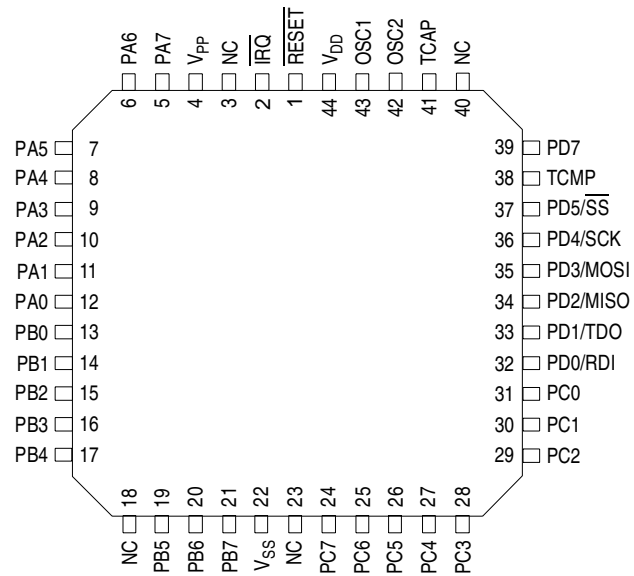 PA6 PA7 VPP NC IRQ RESET VDD OSC1 OSC2 TCAP NC
6 5 4 3 2 1 44 43 42 41 40
PA5 7 39 PD7
PA4 8 38 TCMP
PA3 9 37 PD5/SS
PA2 10 36 PD4/SCK
PA1 11 35 PD3/MOSI
PA0 12 34 PD2/MISO
PB0 13 33 PD1/TDO
PB1 14 32 PD0/RDI
PB2 15 31 PC0
PB3 16 30 PC1
PB4 17 29 PC2
18 19 20 21 22 23 24 25 26 27 28
NC PB5 PB6 PB7 VSS NC PC7 PC6 PC5 PC4 PC3